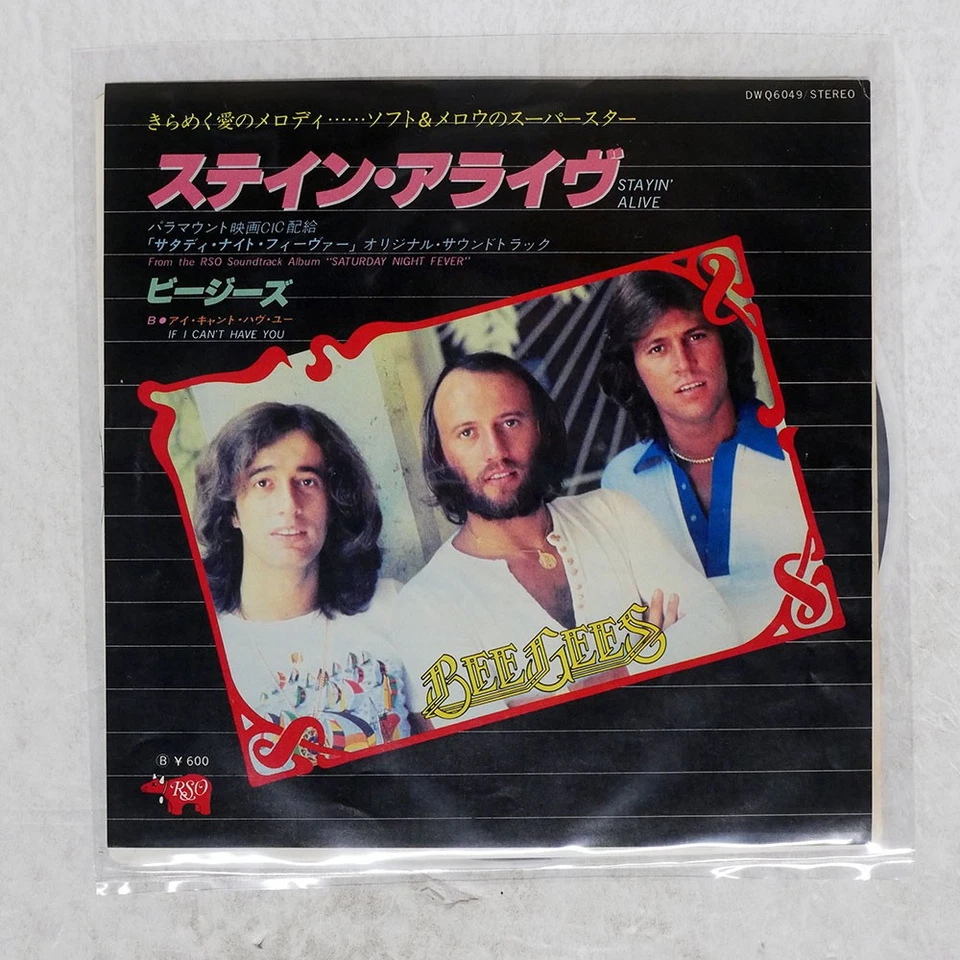 DWQ6049/STEREO
きらめく愛のメロディ……ソフト&メロウのスーパースター
ステイン・アライヴ
STAYIN'
ALIVE
パラマウント映画CIC配給
「サタディ・ナイト・フィーヴァー」オリジナル・サウンドトラック
From the RSO Soundtrack Album "SATURDAY NIGHT FEVER"
ビージーズ
B●アイ・キャント・ハヴ・ユー
IF I CAN'T HAVE YOU
BEE GEES
Ⓑ ¥600
RSO